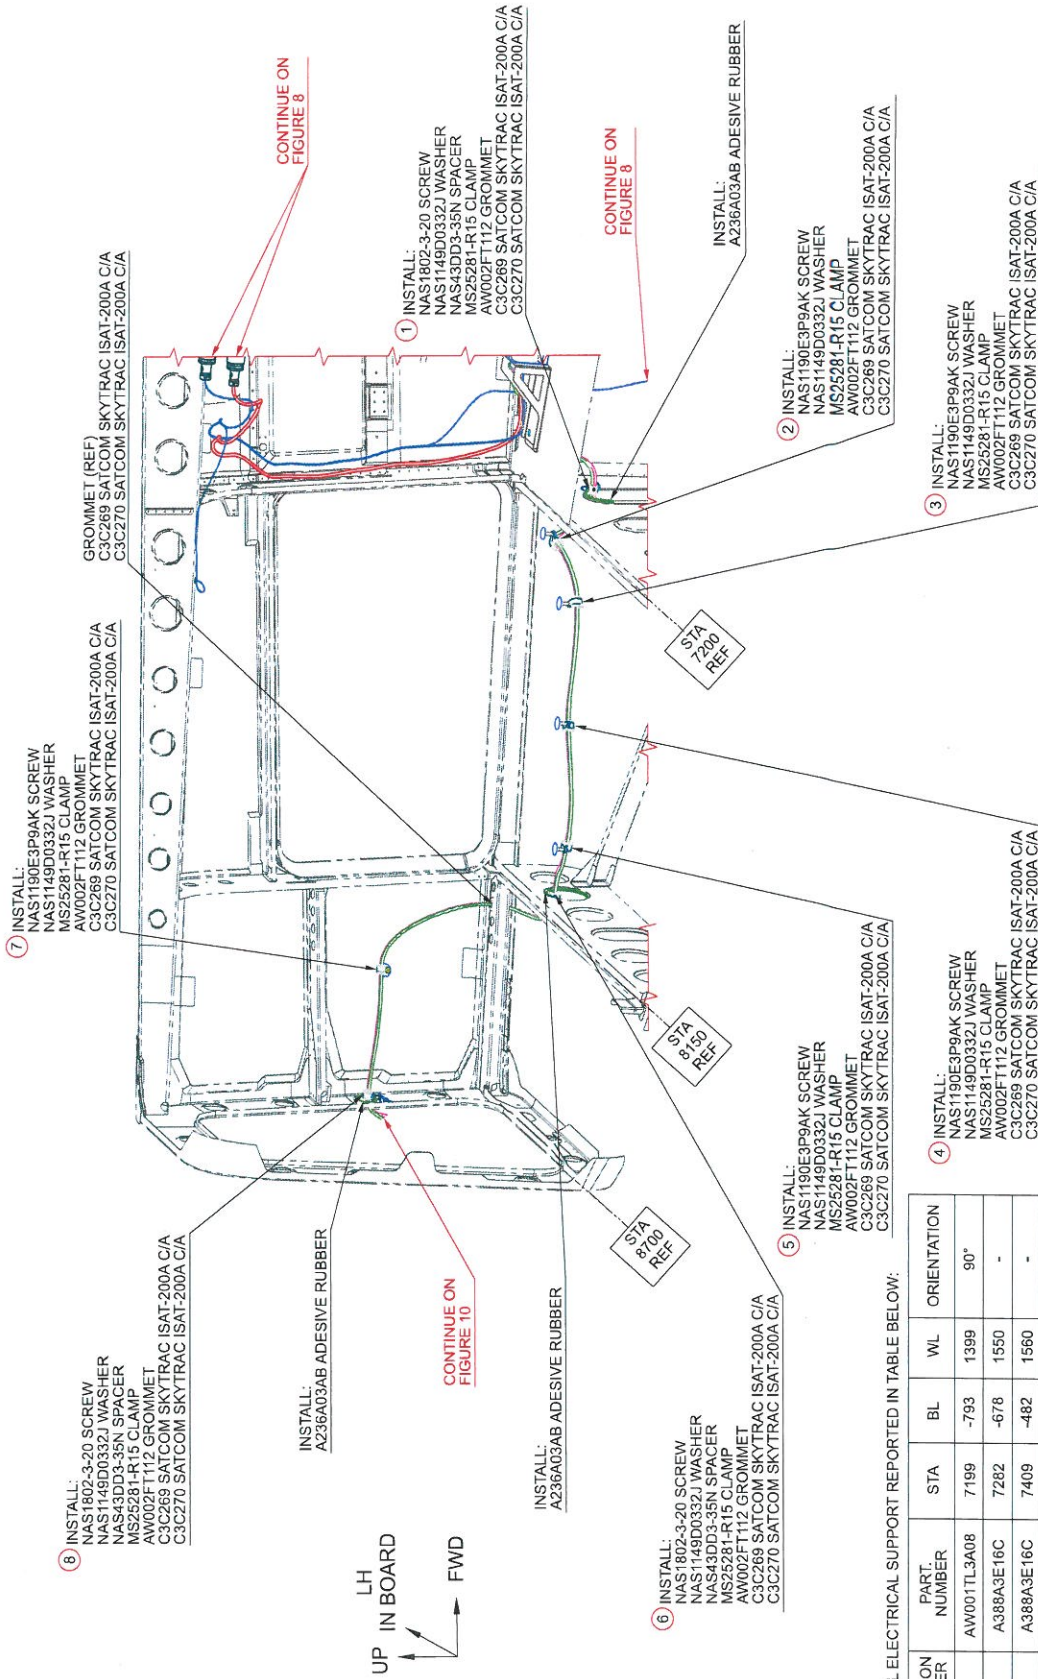 8 INSTALL:
NAS1802-3-20 SCREW
NAS1149D0332J WASHER
NAS43DD3-35N SPACER
MS25281-R15 CLAMP
AW002FT112 GROMMET
C3C269 SATCOM SKYTRAC ISAT-200A C/A
C3C270 SATCOM SKYTRAC ISAT-200A C/A
7 INSTALL:
NAS1190E3P9AK SCREW
NAS1149D0332J WASHER
MS25281-R15 CLAMP
AW002FT112 GROMMET
C3C269 SATCOM SKYTRAC ISAT-200A C/A
C3C270 SATCOM SKYTRAC ISAT-200A C/A
GROMMET (REF)
C3C269 SATCOM SKYTRAC ISAT-200A C/A
C3C270 SATCOM SKYTRAC ISAT-200A C/A
CONTINUE ON
FIGURE 8
1 INSTALL:
NAS1802-3-20 SCREW
NAS1149D0332J WASHER
NAS43DD3-35N SPACER
MS25281-R15 CLAMP
AW002FT112 GROMMET
C3C269 SATCOM SKYTRAC ISAT-200A C/A
C3C270 SATCOM SKYTRAC ISAT-200A C/A
INSTALL:
A236A03AB ADESIVE RUBBER
CONTINUE ON
FIGURE 10
CONTINUE ON
FIGURE 8
INSTALL:
A236A03AB ADESIVE RUBBER
LH
UP
IN BOARD
FWD
INSTALL:
A236A03AB ADESIVE RUBBER
STA
8700
REF
STA
8150
REF
STA
7200
REF
2 INSTALL:
NAS1190E3P9AK SCREW
NAS1149D0332J WASHER
MS25281-R15 CLAMP
AW002FT112 GROMMET
C3C269 SATCOM SKYTRAC ISAT-200A C/A
C3C270 SATCOM SKYTRAC ISAT-200A C/A
6 INSTALL:
NAS1802-3-20 SCREW
NAS1149D0332J WASHER
NAS43DD3-35N SPACER
MS25281-R15 CLAMP
AW002FT112 GROMMET
C3C269 SATCOM SKYTRAC ISAT-200A C/A
C3C270 SATCOM SKYTRAC ISAT-200A C/A
5 INSTALL:
NAS1190E3P9AK SCREW
NAS1149D0332J WASHER
MS25281-R15 CLAMP
AW002FT112 GROMMET
C3C269 SATCOM SKYTRAC ISAT-200A C/A
C3C270 SATCOM SKYTRAC ISAT-200A C/A
4 INSTALL:
NAS1190E3P9AK SCREW
NAS1149D0332J WASHER
MS25281-R15 CLAMP
AW002FT112 GROMMET
C3C269 SATCOM SKYTRAC ISAT-200A C/A
C3C270 SATCOM SKYTRAC ISAT-200A C/A
3 INSTALL:
NAS1190E3P9AK SCREW
NAS1149D0332J WASHER
MS25281-R15 CLAMP
AW002FT112 GROMMET
C3C269 SATCOM SKYTRAC ISAT-200A C/A
C3C270 SATCOM SKYTRAC ISAT-200A C/A
ELECTRICAL SUPPORT REPORTED IN TABLE BELOW:
PART. NUMBER STA BL WL ORIENTATION
AW001TL3A08 7199 -793 1399 90°
A388A3E16C 7282 -678 1550 -
A388A3E16C 7409 -482 1560 -